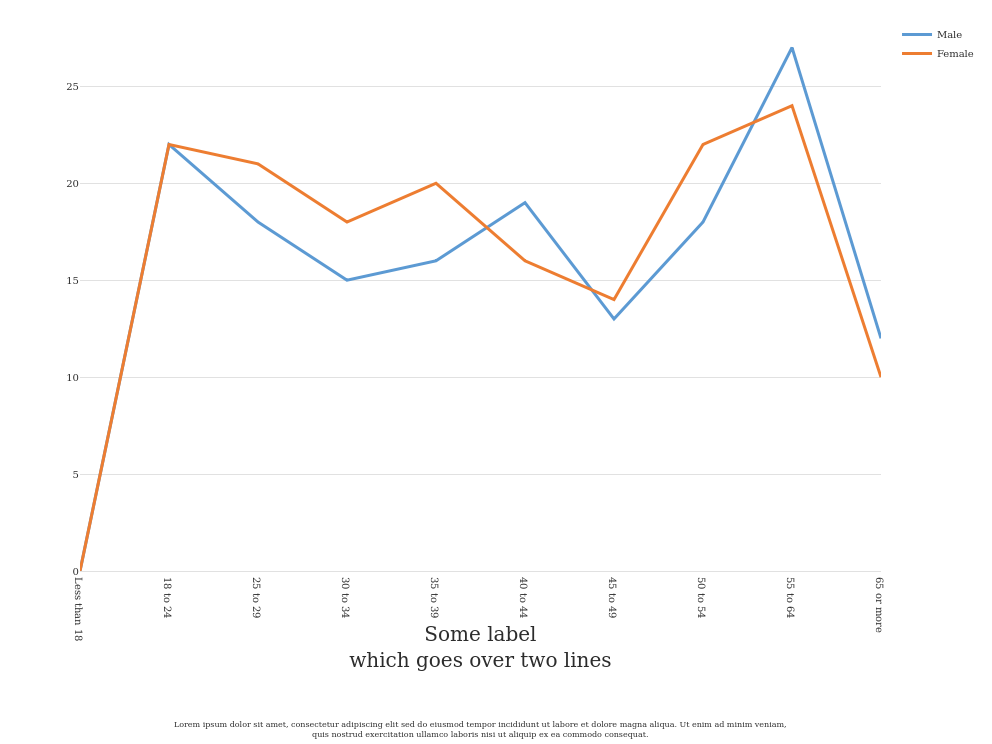 Male
Female
25
20
15
10
5
0
Less than 18
18 to 24
25 to 29
30 to 34
35 to 39
40 to 44
45 to 49
50 to 54
55 to 64
65 or more
Some label
which goes over two lines
Lorem ipsum dolor sit amet, consectetur adipiscing elit sed do eiusmod tempor incididunt ut labore et dolore magna aliqua. Ut enim ad minim veniam,
quis nostrud exercitation ullamco laboris nisi ut aliquip ex ea commodo consequat.